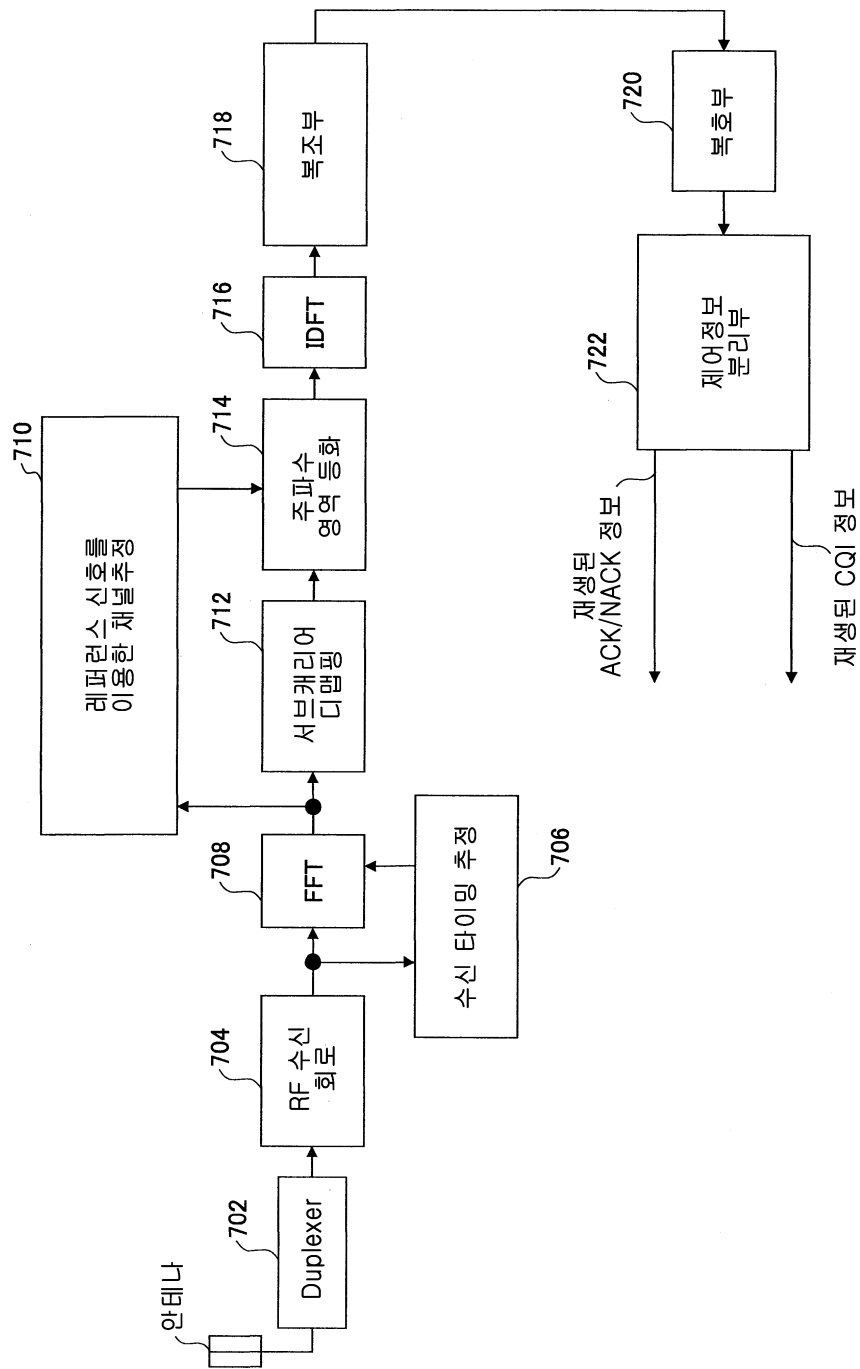 안테나
702
Duplexer
704
RF 수신
회로
706
수신 타이밍 추정
708
FFT
710
레퍼런스 신호를
이용한 채널추정
712
서브캐리어
디맵핑
714
주파수
영역 등화
716
IDFT
718
복조부
720
복호부
722
제어정보
분리부
재생된
ACK/NACK 정보
재생된 CQI 정보